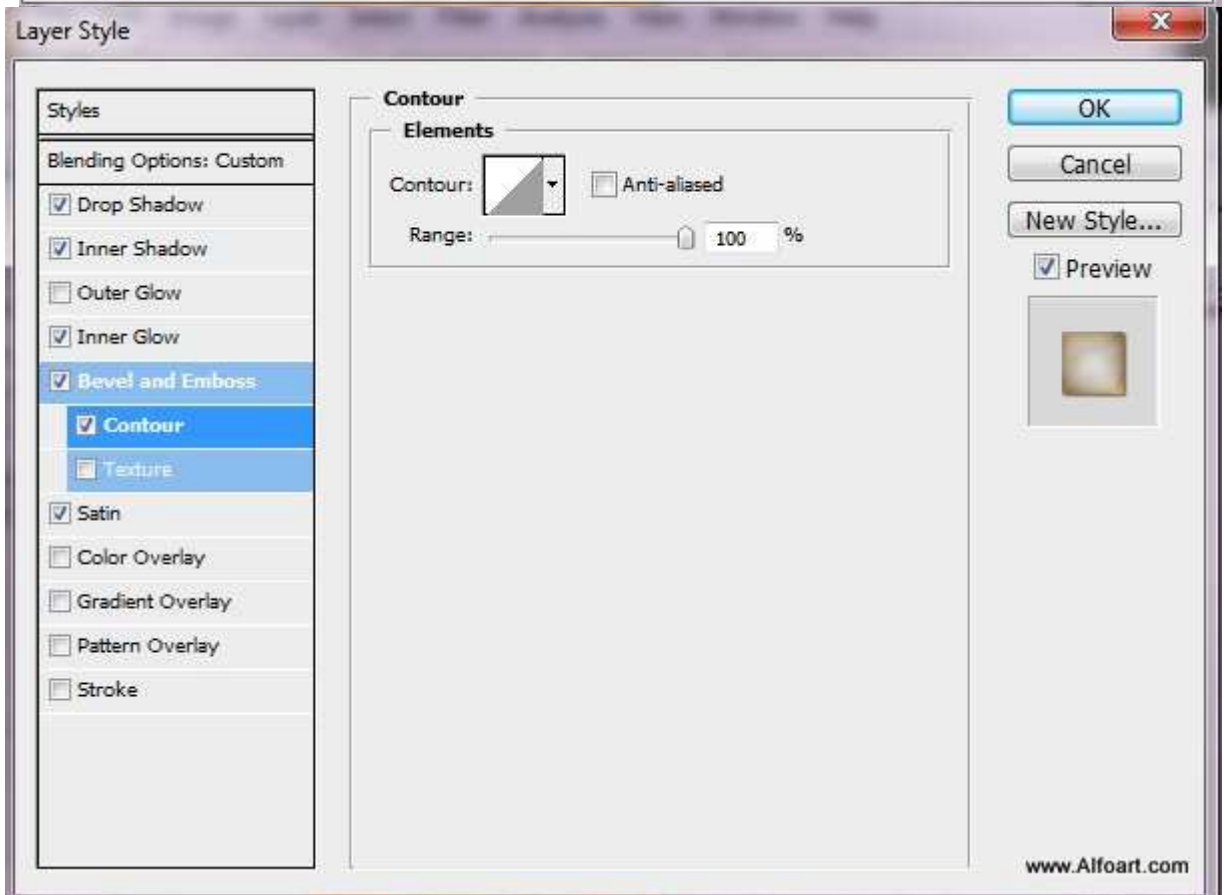 Layer Style
Styles
Blending Options: Custom
Drop Shadow
Inner Shadow
Outer Glow
Inner Glow
Bevel and Emboss
Contour
Texture
Satin
Color Overlay
Gradient Overlay
Pattern Overlay
Stroke
Contour
Elements
Contour:
Anti-aliased
Range: 100 %
OK
Cancel
New Style...
Preview
www.Alfoart.com